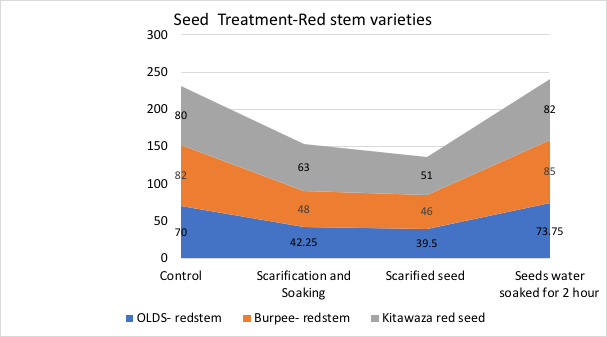 Seed  Treatment-Red stem varieties
300
250
200
150
100
50
0
80
63
51
82
82
48
46
85
70
42.25
39.5
73.75
Control
Scarification and
Soaking
Scarified seed
Seeds water
soaked for 2 hour
OLDS- redstem
Burpee- redstem
Kitawaza red seed